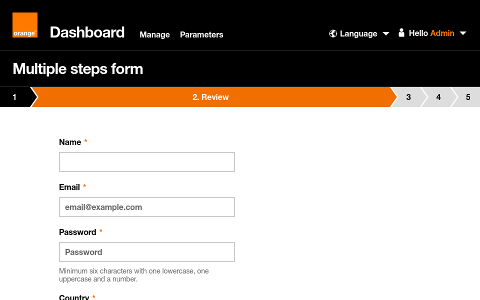 orange™
Dashboard
Manage
Parameters
Language
Hello Admin
Multiple steps form
1
2. Review
3
4
5
Name *
Email *
email@example.com
Password *
Password
Minimum six characters with one lowercase, one
uppercase and a number.
Country *